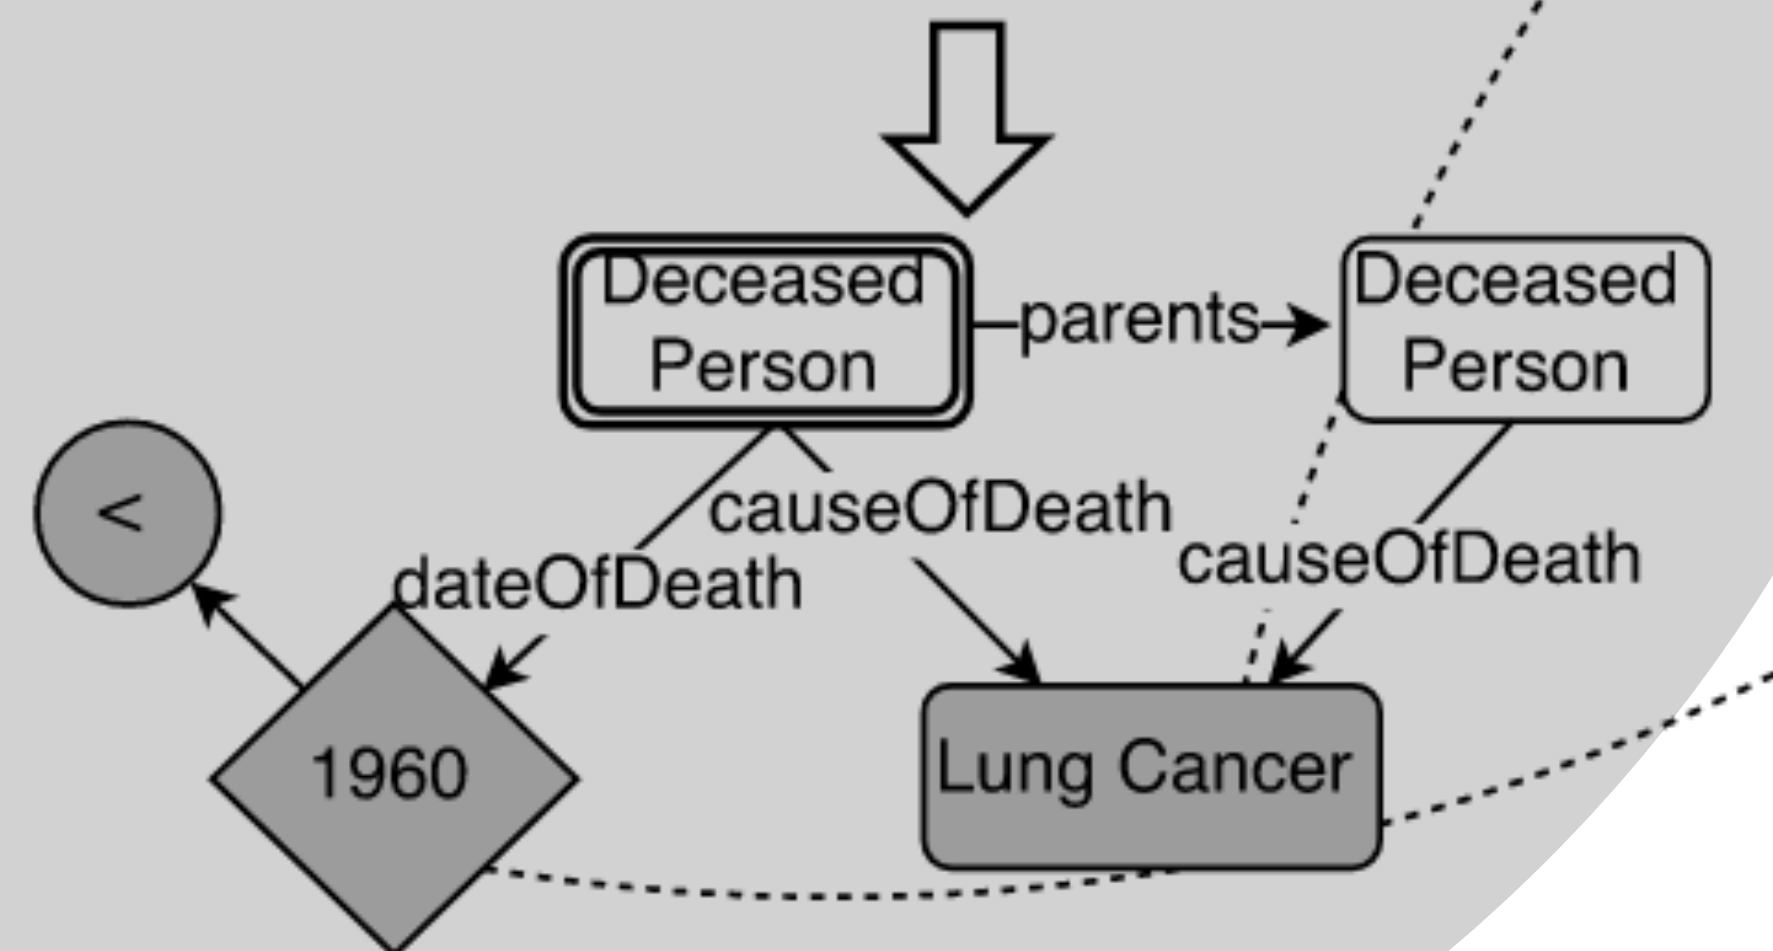 Deceased
Person
parents
Deceased
Person
<
causeOfDeath
causeOfDeath
dateOfDeath
1960
Lung Cancer